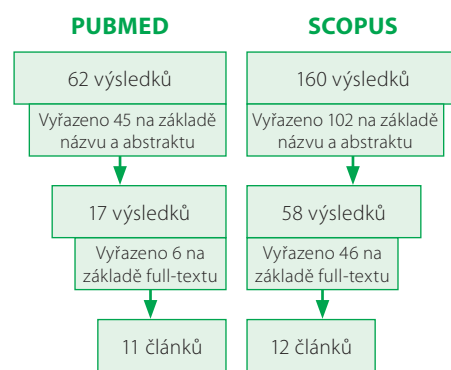 PUBMED
62 výsledků
Vyřazeno 45 na základě
názvu a abstraktu
17 výsledků
Vyřazeno 6 na
základě full-textu
11 článků
SCOPUS
160 výsledků
Vyřazeno 102 na základě
názvu a abstraktu
58 výsledků
Vyřazeno 46 na
základě full-textu
12 článků